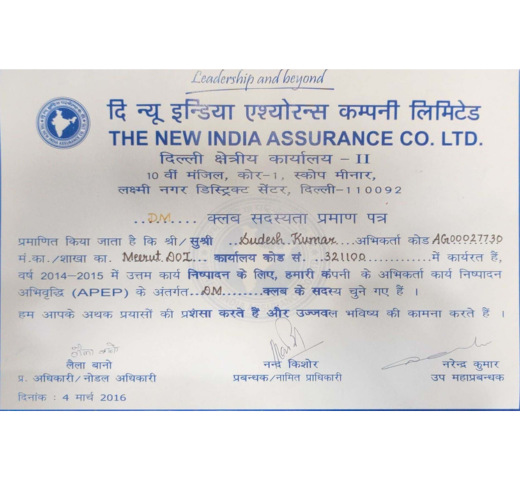 Leadership and beyond
दि न्यू इन्डिया एश्योरन्स कम्पनी लिमिटेड
THE NEW INDIA ASSURANCE CO. LTD.
दिल्ली क्षेत्रीय कार्यालय - II
10 वीं मंजिल, कोर-1, स्कोप मीनार,
लक्ष्मी नगर डिस्ट्रिक्ट सेंटर, दिल्ली-110092
.....DM..... क्लब सदस्यता प्रमाण पत्र
प्रमाणित किया जाता है कि श्री/सुश्री ....Sudesh Kumar....अभिकर्ता कोड AG00027730
मं.का./शाखा का. Meerut DOI... कार्यालय कोड सं. ..321100..........में कार्यरत है,
वर्ष 2014-2015 में उत्तम कार्य निष्पादन के लिए, हमारी कंपनी के अभिकर्ता कार्य निष्पादन
अभिवृद्धि (APEP) के अंतर्गत....DM........क्लब के सदस्य चुने गए हैं ।
हम आपके अथक प्रयासों की प्रशंसा करते हैं और उज्जवल भविष्य की कामना करते हैं ।
लैला बानो
लैला बानो नन्द किशोर नरेन्द्र कुमार
प्र. अधिकारी/नोडल अधिकारी प्रबन्धक/नामित प्राधिकारी उप महाप्रबन्धक
दिनांक : 4 मार्च 2016